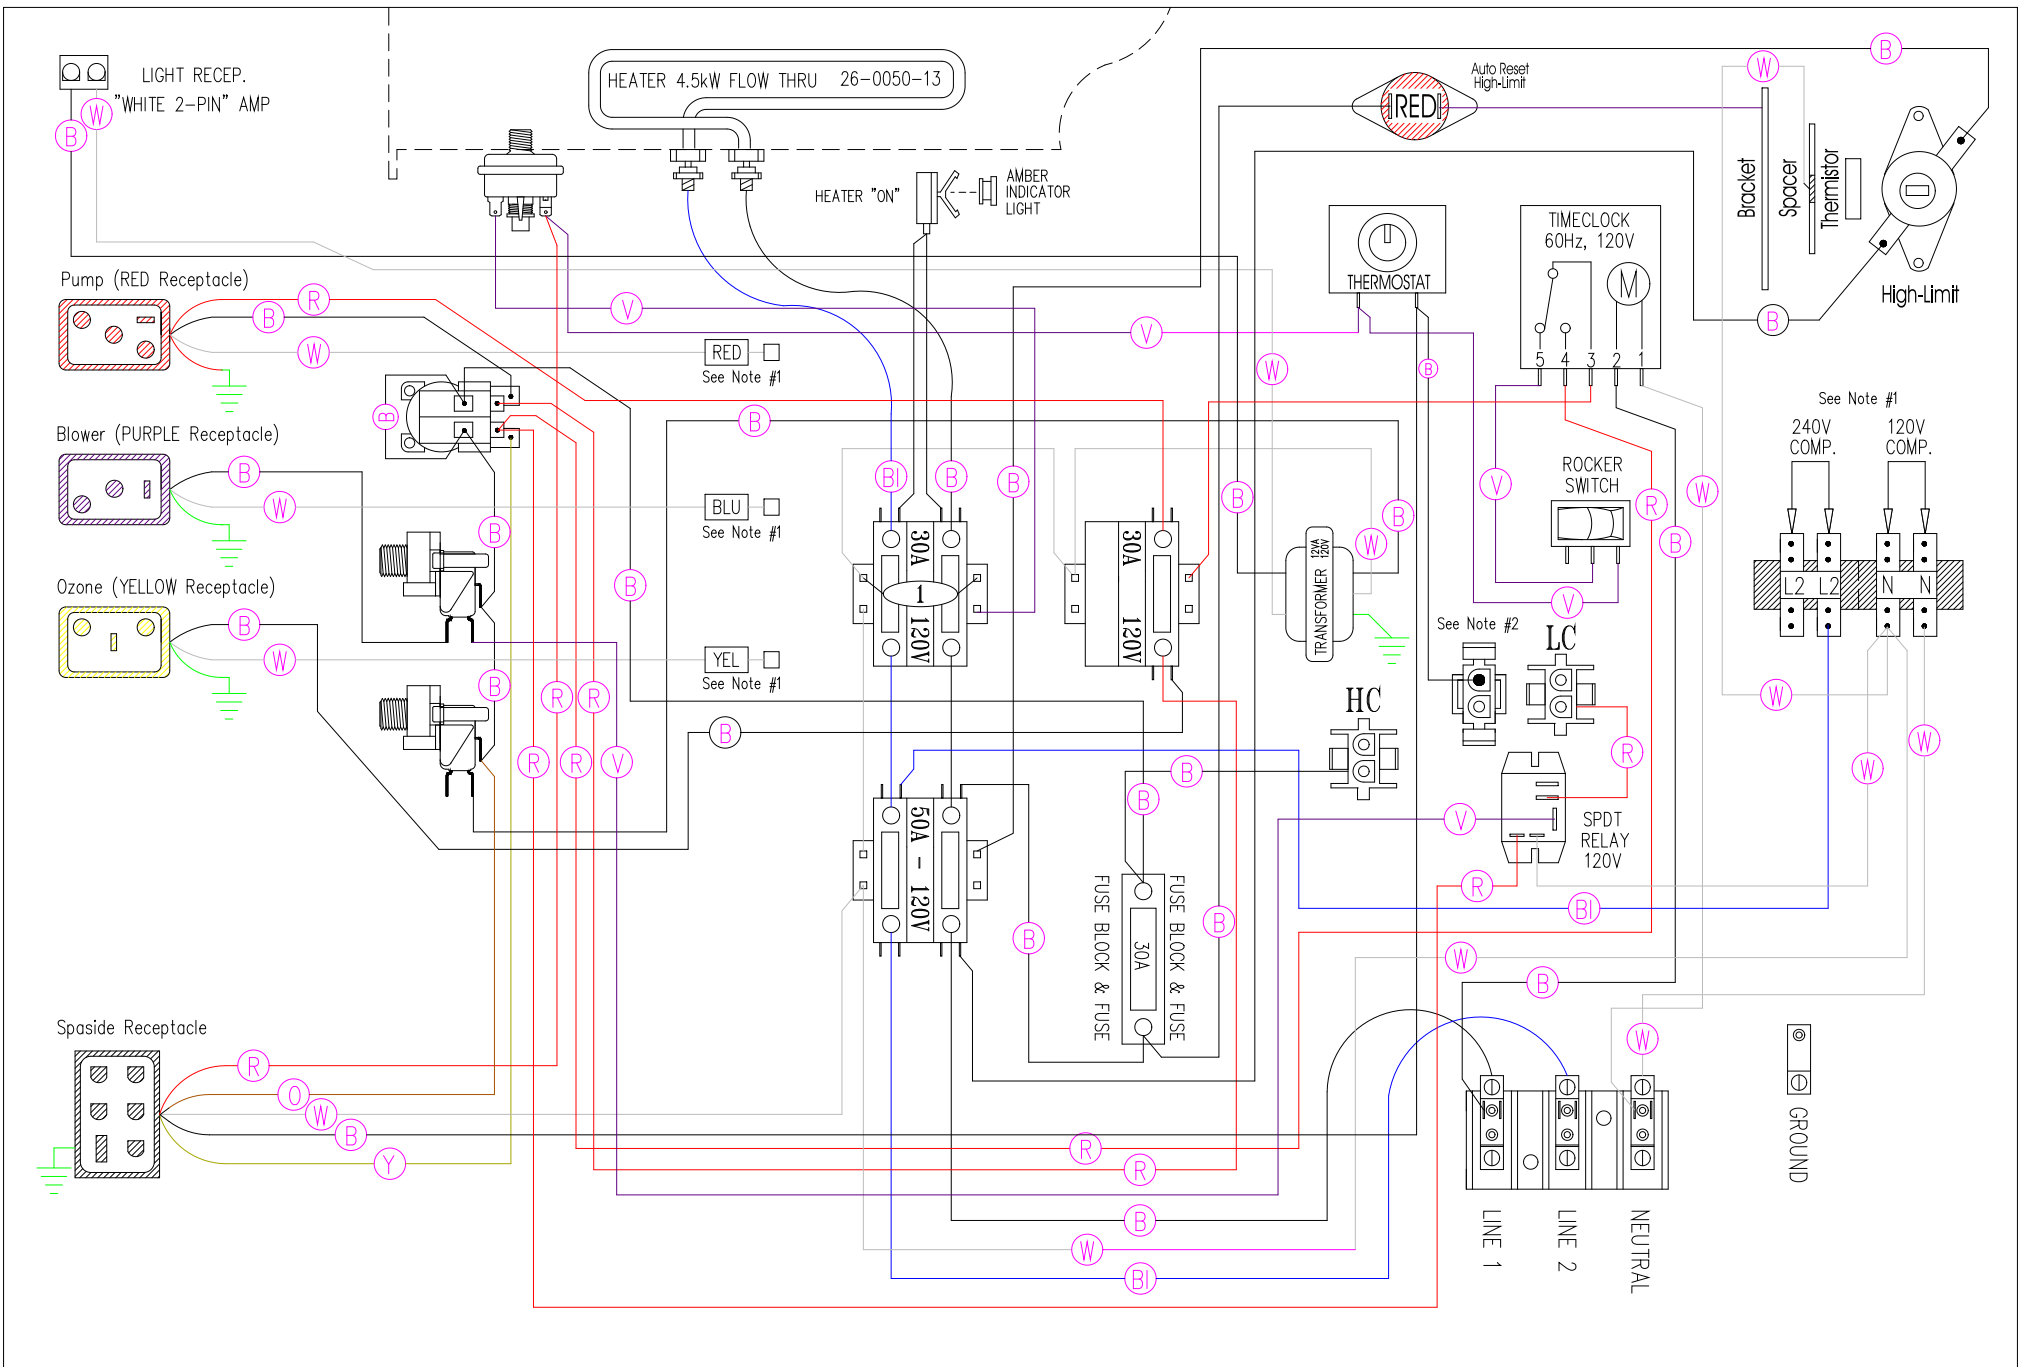 LIGHT RECEP.
"WHITE 2-PIN" AMP
W
B
HEATER 4.5kW FLOW THRU 26-0050-13
HEATER "ON"
AMBER
INDICATOR
LIGHT
RED
Auto Reset
High-Limit
W
B
Bracket
Spacer
Thermistor
High-Limit
B
THERMOSTAT
TIMECLOCK
60Hz, 120V
M
5 4 3 2 1
Pump (RED Receptacle)
R
B
W
RED
See Note #1
V
V
W
B
B
Blower (PURPLE Receptacle)
B
W
BLU
See Note #1
B
B
Ozone (YELLOW Receptacle)
B
W
YEL
See Note #1
B
B
B
Bl
B
B
30A
120V
1
30A
120V
B
B
W
TRANSFORMER 12VA
120V
V
ROCKER
SWITCH
R
W
B
V
See Note #1
240V
COMP.
120V
COMP.
L2 L2 N N
See Note #2
LC
HC
R
R
R
R
R
V
W
W
W
R
B
B
50A - 120V
V
SPDT
RELAY
120V
R
Bl
B
B
FUSE BLOCK & FUSE
30A
FUSE BLOCK & FUSE
W
B
W
Spaside Receptacle
R
O
W
B
Y
R
R
B
W
Bl
LINE 1
LINE 2
NEUTRAL
GROUND